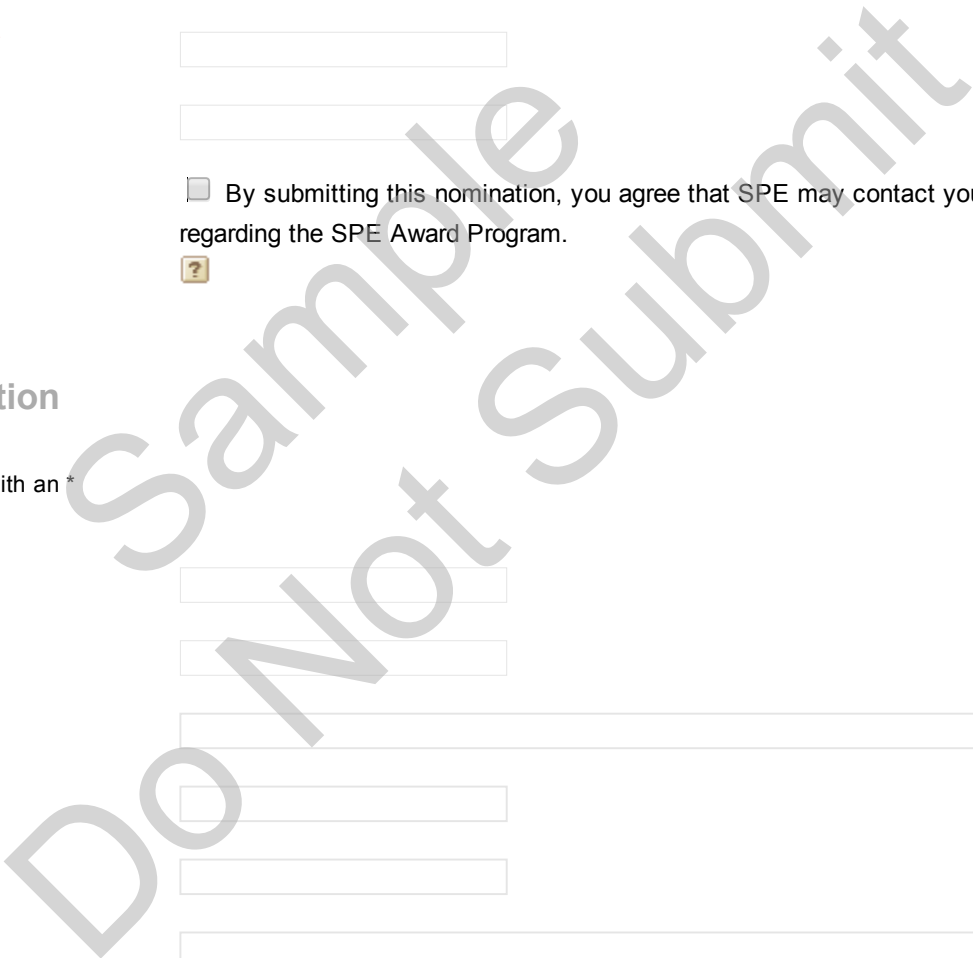 By submitting this nomination, you agree that SPE may contact you
regarding the SPE Award Program.
?
tion
ith an *
Sample
Do Not Submit